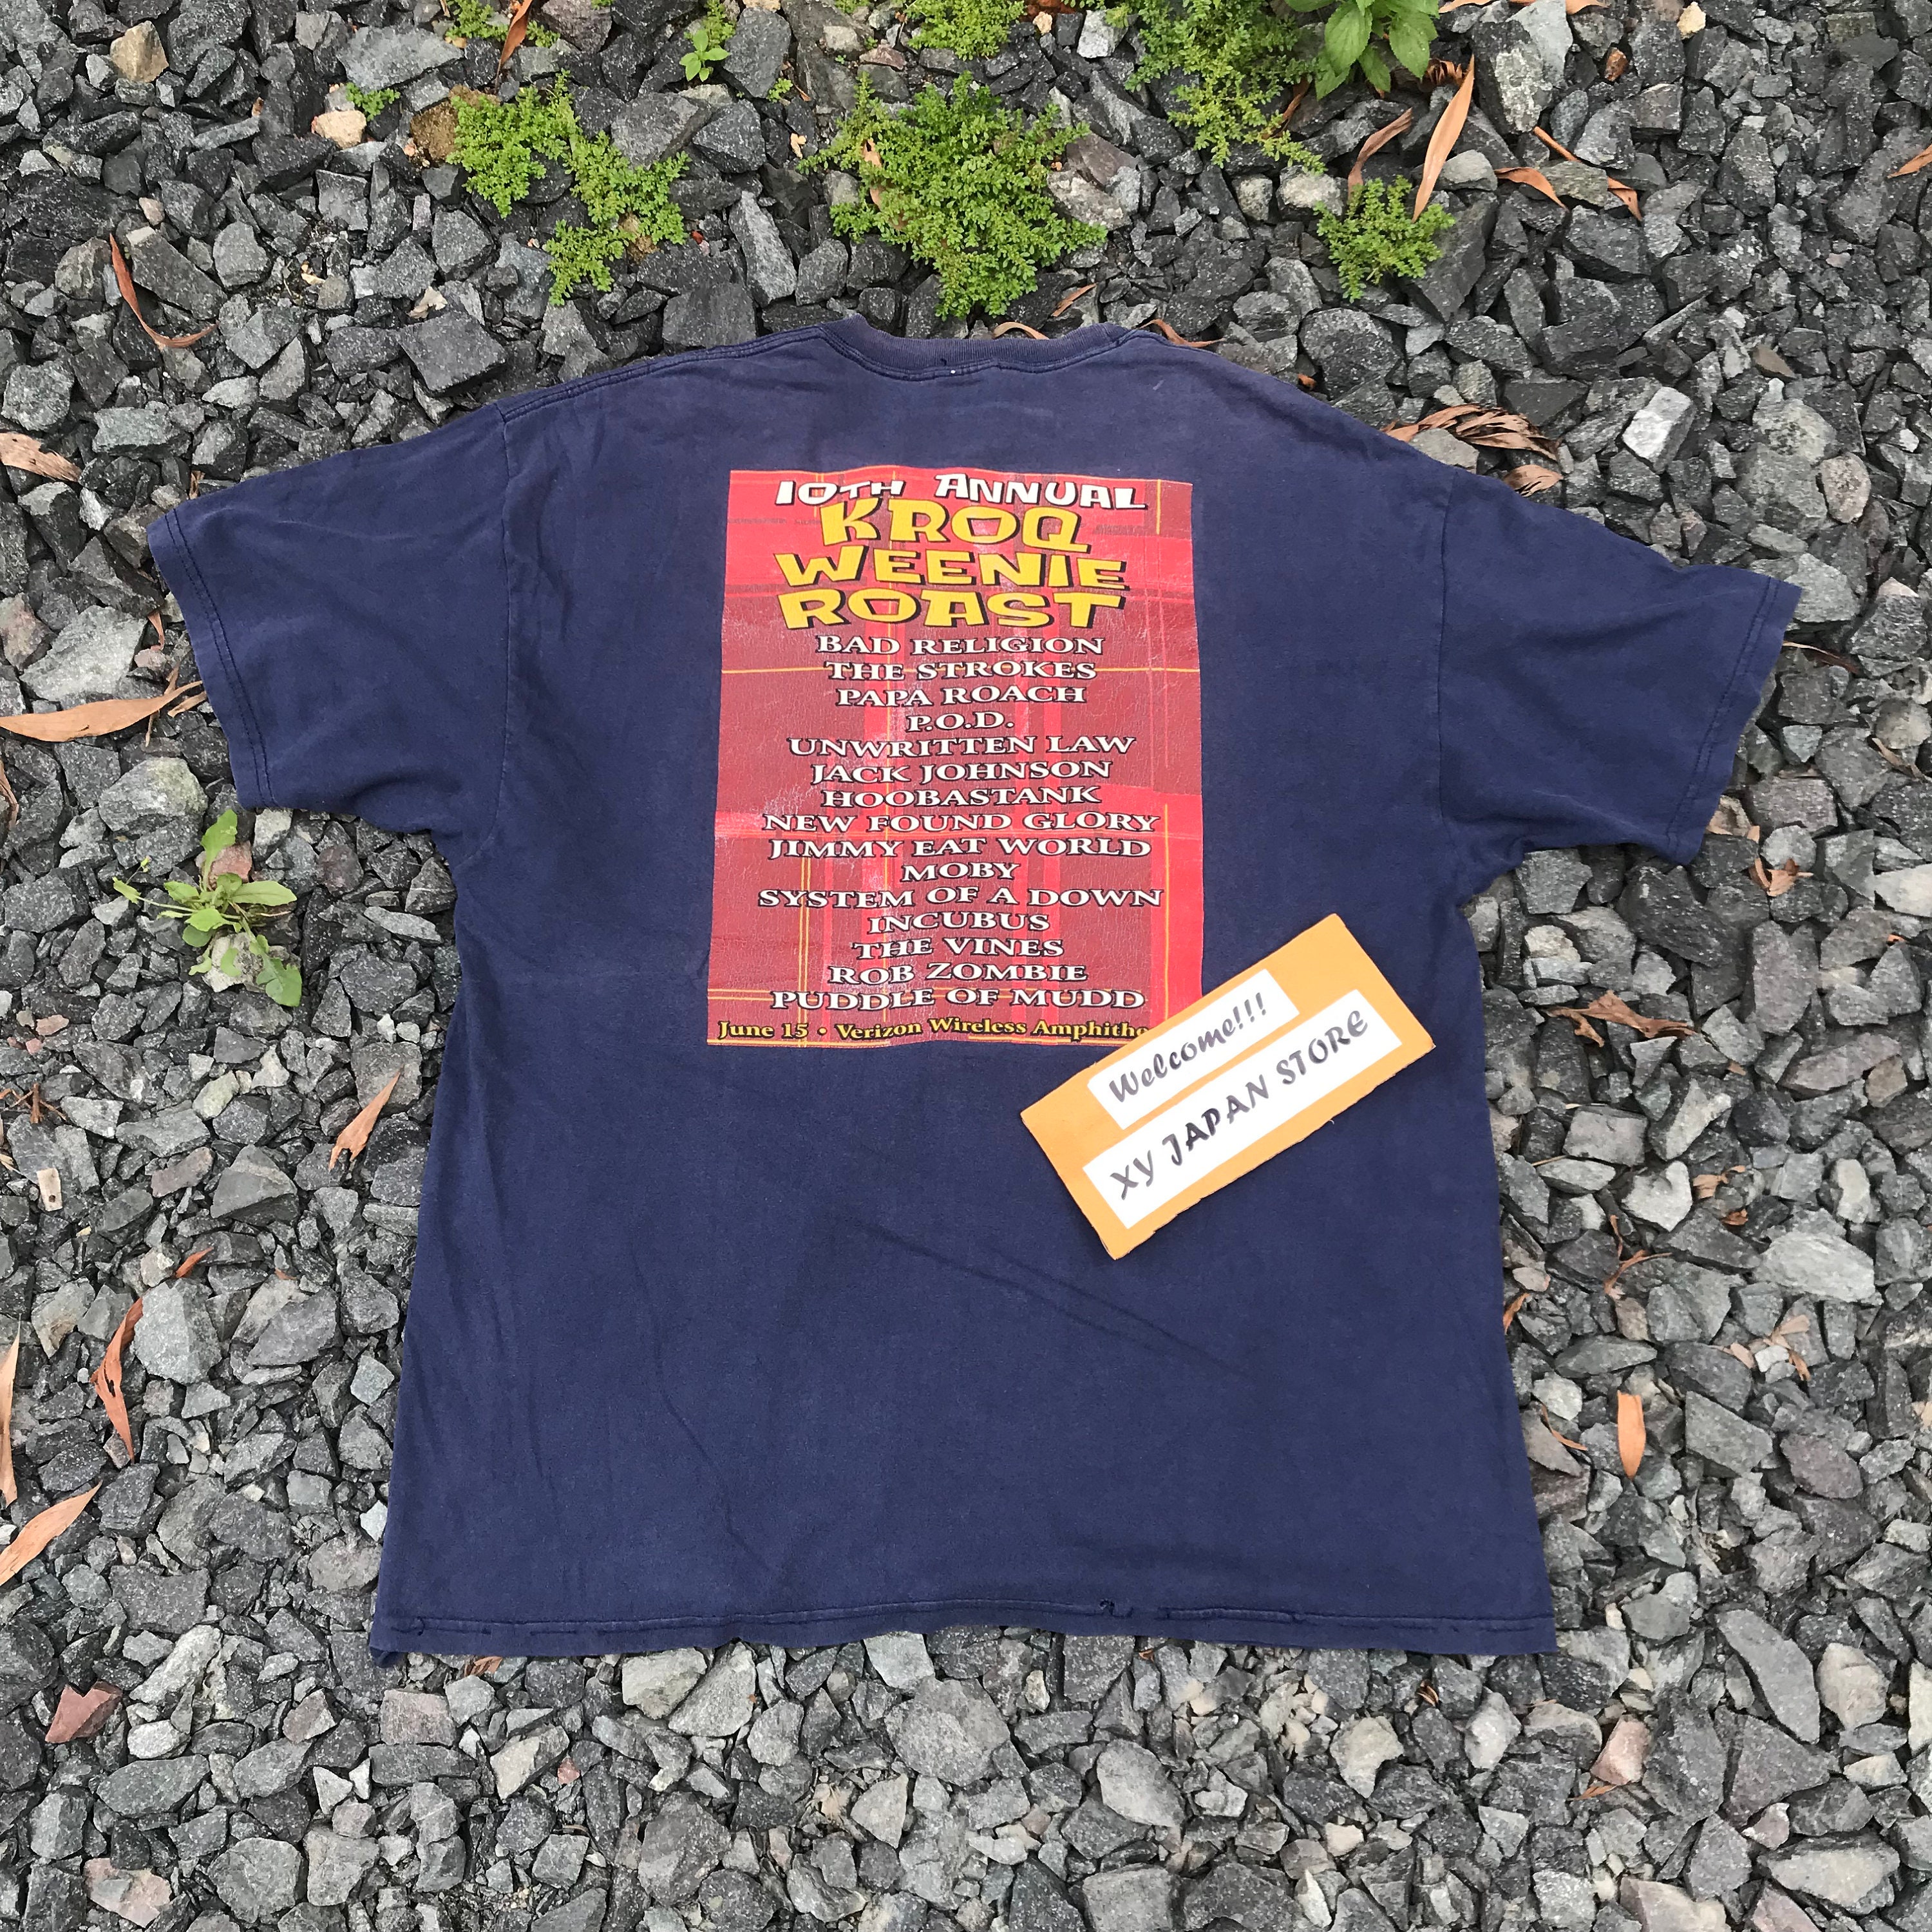 10TH ANNUAL
KROQ
WEENIE
ROAST
BAD RELIGION
THE STROKES
PAPA ROACH
P.O.D.
UNWRITTEN LAW
JACK JOHNSON
HOOBASTANK
NEW FOUND GLORY
JIMMY EAT WORLD
MOBY
SYSTEM OF A DOWN
INCUBUS
THE VINES
ROB ZOMBIE
PUDDLE OF MUDD
June 15 • Verizon Wireless
Welcome!!!
XY JAPAN STORE